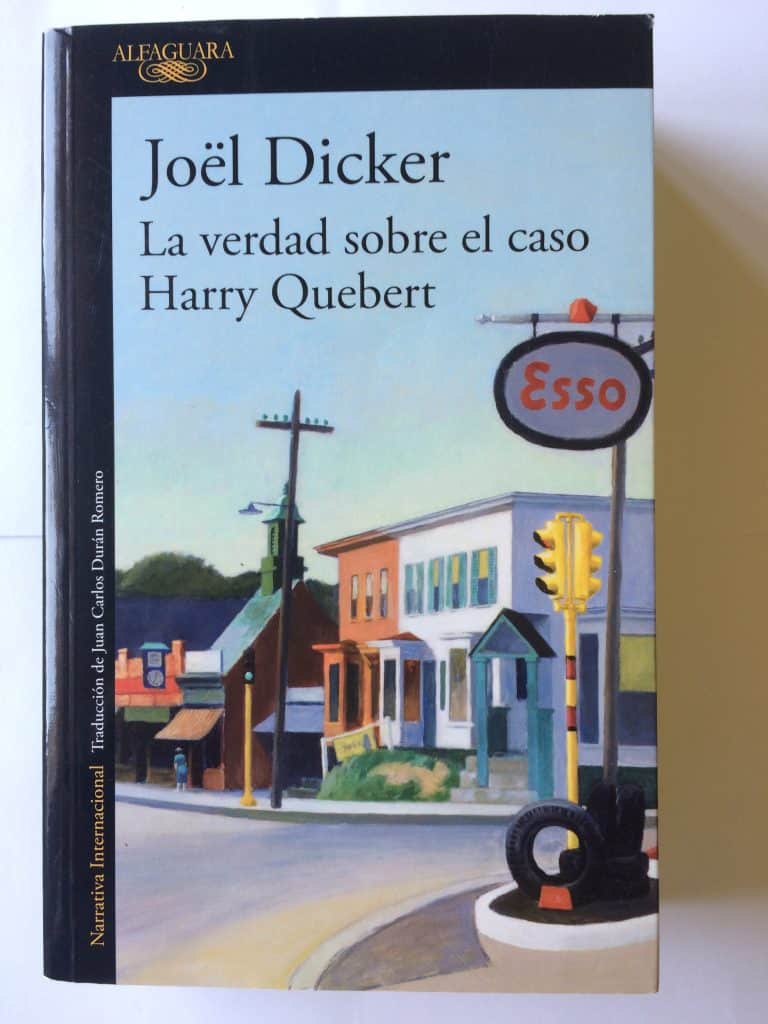 ALFAGUARA
Joël Dicker
La verdad sobre el caso
Harry Quebert
Esso
Narrativa Internacional Traducción de Juan Carlos Durán Romero